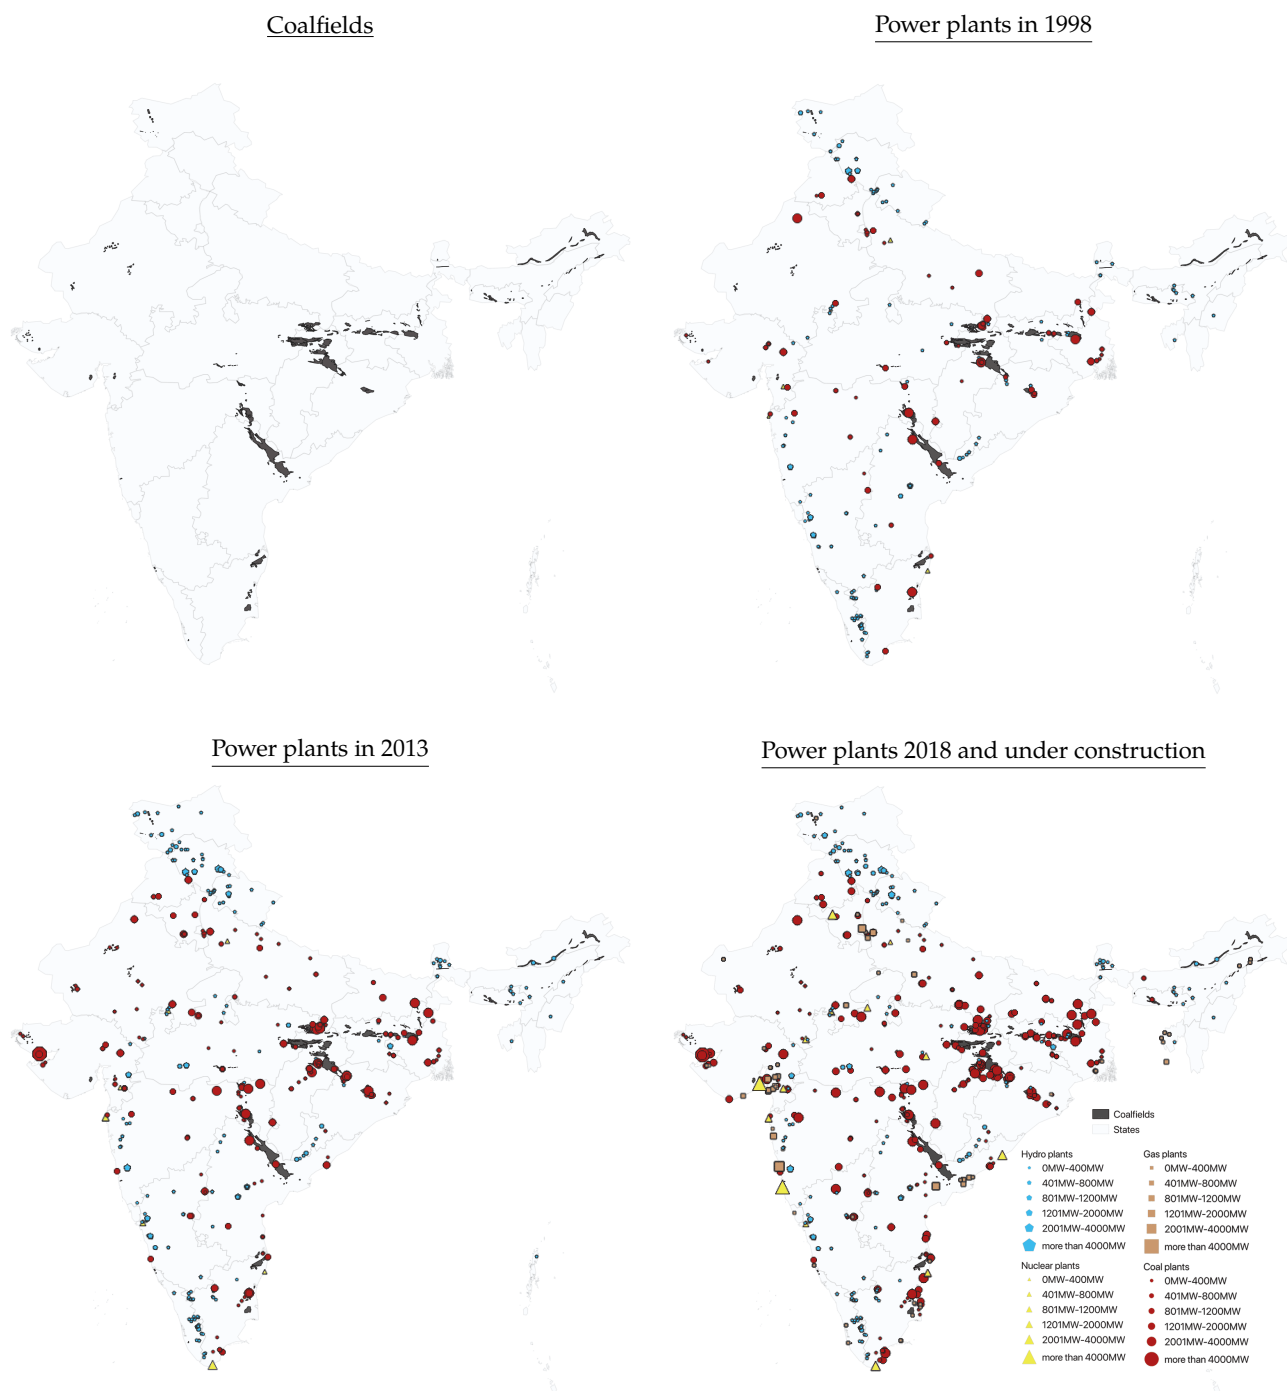 Coalfields
Power plants in 1998
Power plants in 2013
Power plants 2018 and under construction
Coalfields
States
Hydro plants
0MW-400MW
401MW-800MW
801MW-1200MW
1201MW-2000MW
2001MW-4000MW
more than 4000MW
Gas plants
0MW-400MW
401MW-800MW
801MW-1200MW
1201MW-2000MW
2001MW-4000MW
more than 4000MW
Nuclear plants
0MW-400MW
401MW-800MW
801MW-1200MW
1201MW-2000MW
2001MW-4000MW
more than 4000MW
Coal plants
0MW-400MW
401MW-800MW
801MW-1200MW
1201MW-2000MW
2001MW-4000MW
more than 4000MW